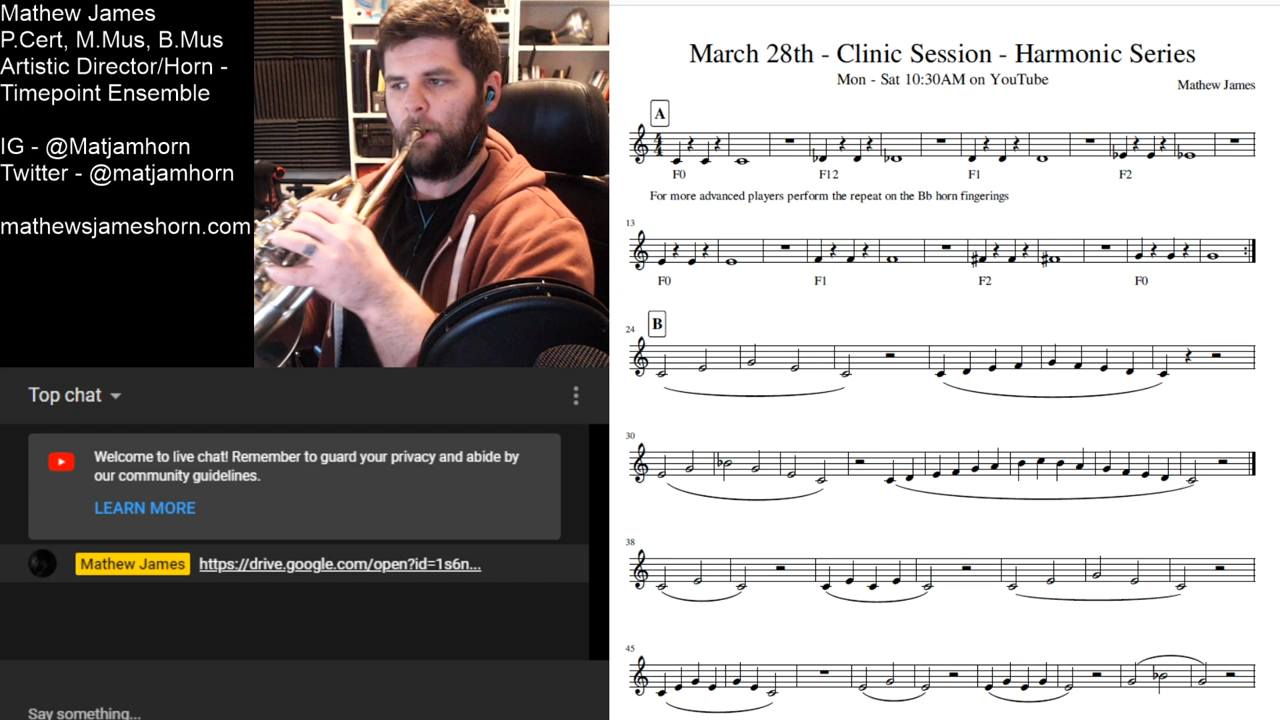 Mathew James
P.Cert, M.Mus, B.Mus
Artistic Director/Horn -
Timepoint Ensemble
IG - @Matjamhorn
Twitter - @matjamhorn
mathewsjameshorn.com
Top chat
Welcome to live chat! Remember to guard your privacy and abide by
our community guidelines.
LEARN MORE
Mathew James https://drive.google.com/open?id=1s6n...
Say something...
March 28th - Clinic Session - Harmonic Series
Mon - Sat 10:30AM on YouTube
Mathew James
A
F0 F12 F1 F2
For more advanced players perform the repeat on the Bb horn fingerings
13
F0 F1 F2 F0
B
24
30
38
45